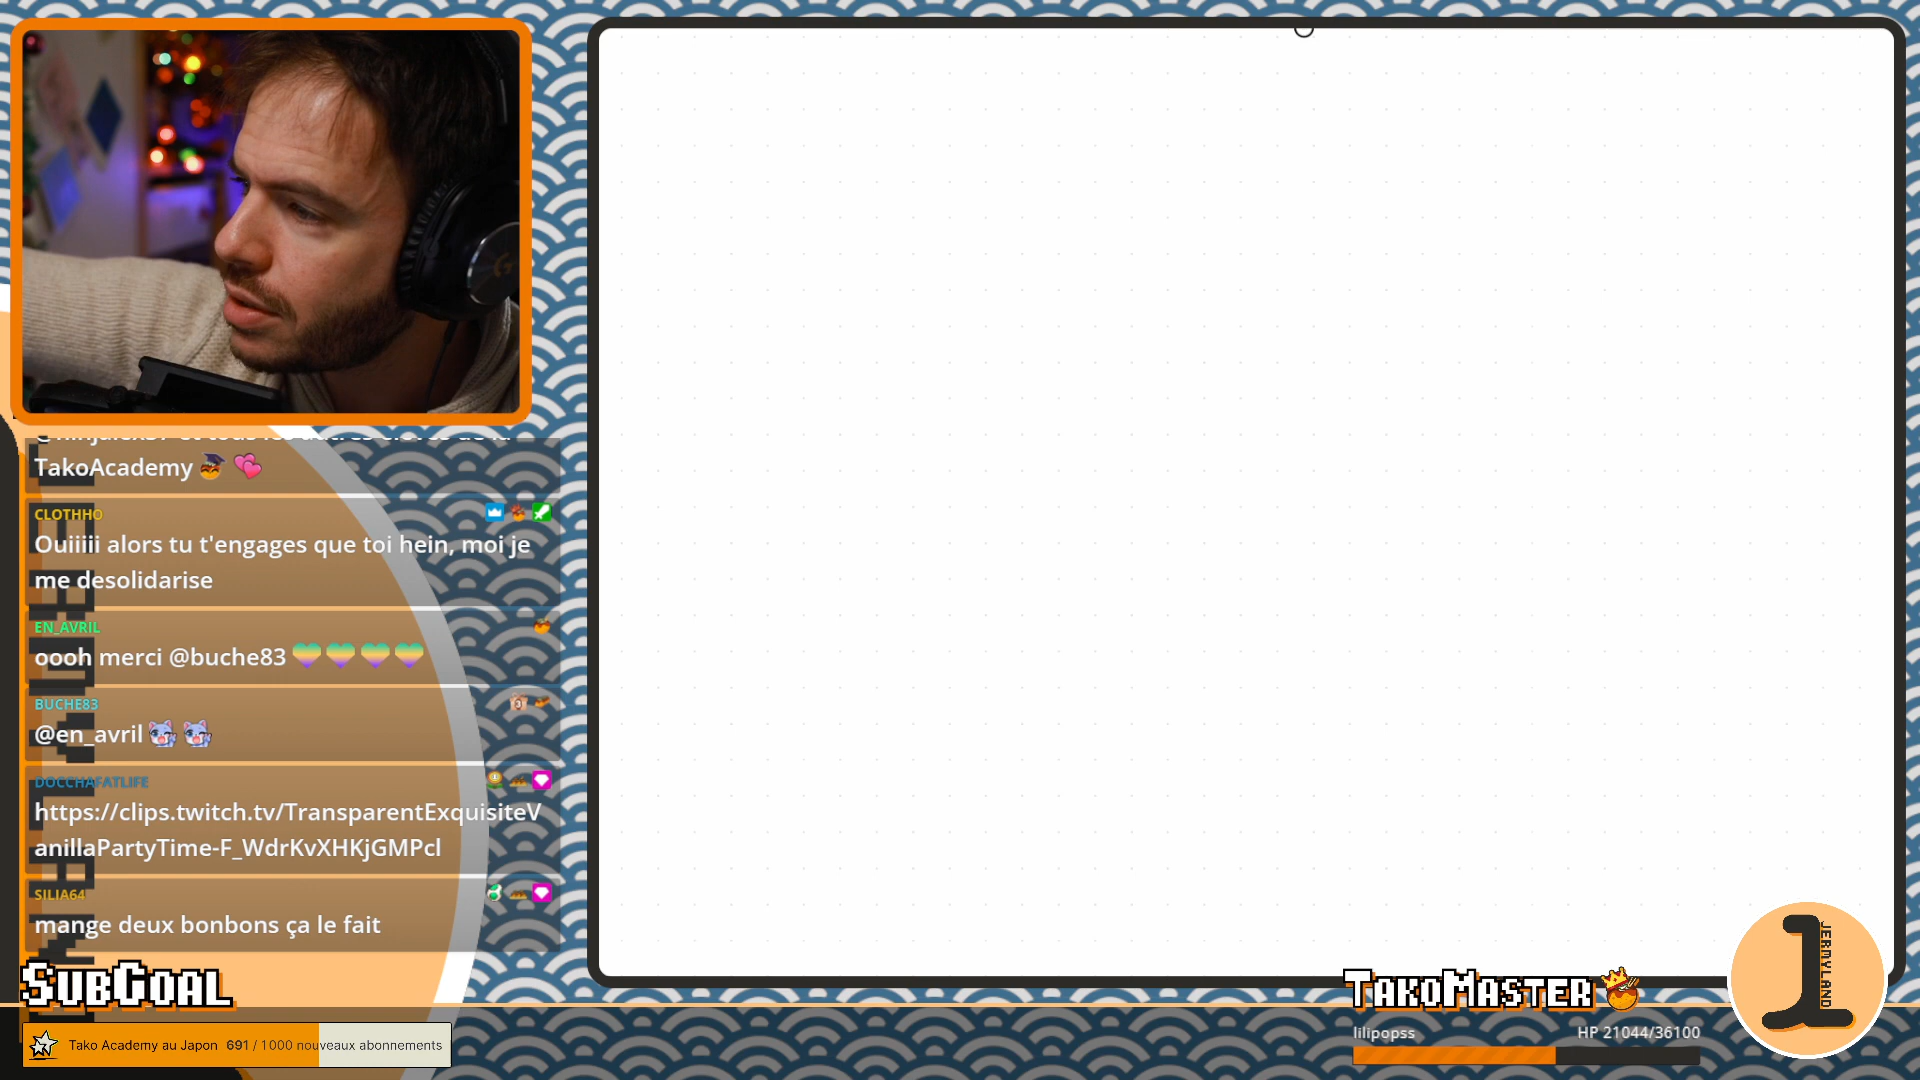 TakoAcademy
CLOTHHO
Ouiiiii alors tu t'engages que toi hein, moi je
me desolidarise
EN_AVRIL
oooh merci @buche83
BUCHE83
@en_avril
DOCCHAFATLIFE
https://clips.twitch.tv/TransparentExquisiteV
anillaPartyTime-F_WdrKvXHKjGMPcl
SILIA64
mange deux bonbons ça le fait
SUBGOAL
Tako Academy au Japon 691 / 1000 nouveaux abonnements
TAKOMASTER
lilipopss HP 21044/36100
JERMYLAND